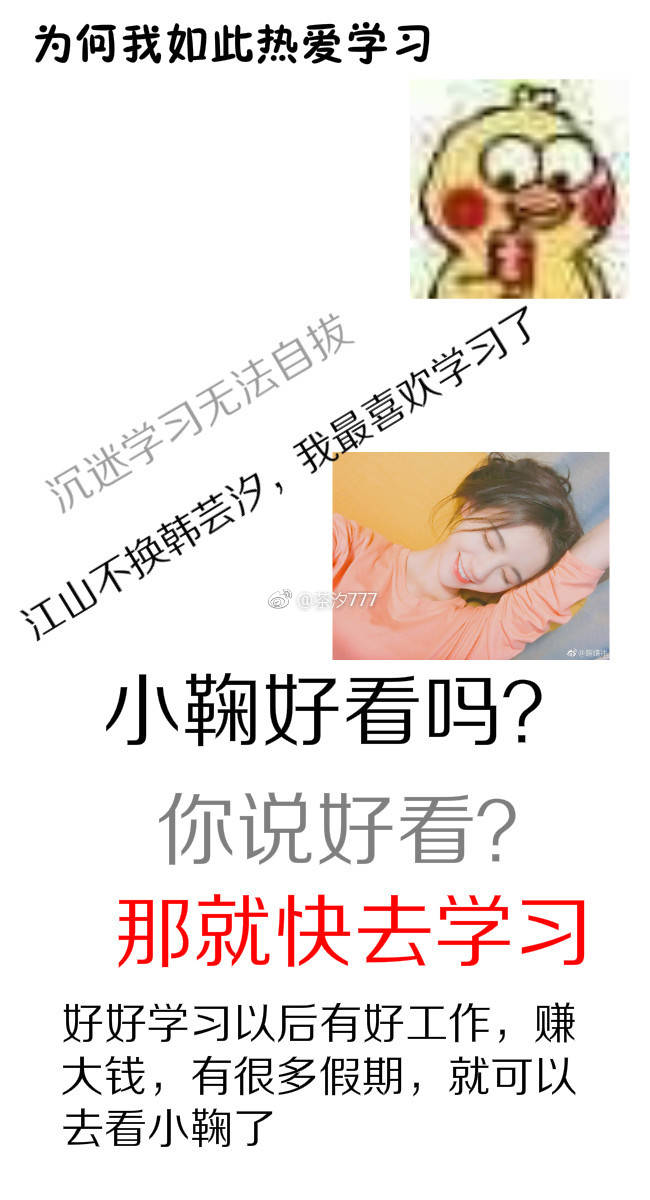 为何我如此热爱学习
沉迷学习无法自拔
江山不换韩芸汐，我最喜欢学习了
@茶汐777
小鞠好看吗？
你说好看？
那就快去学习
好好学习以后有好工作，赚
大钱，有很多假期，就可以
去看小鞠了